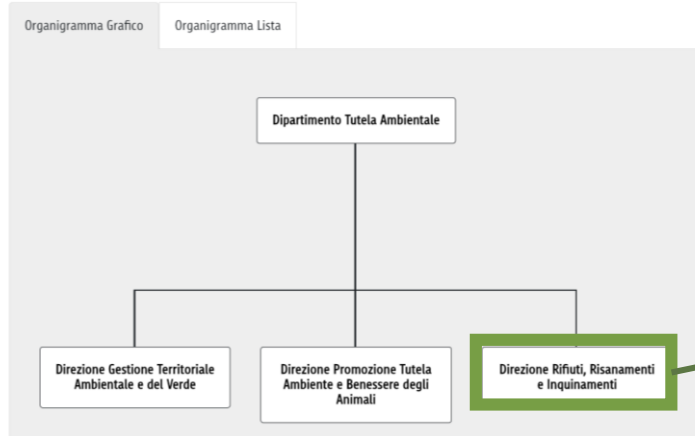 Organigramma Grafico
Organigramma Lista
Dipartimento Tutela Ambientale
Direzione Gestione Territoriale
Ambientale e del Verde
Direzione Promozione Tutela
Ambiente e Benessere degli
Animali
Direzione Rifiuti, Risanamenti
e Inquinamenti